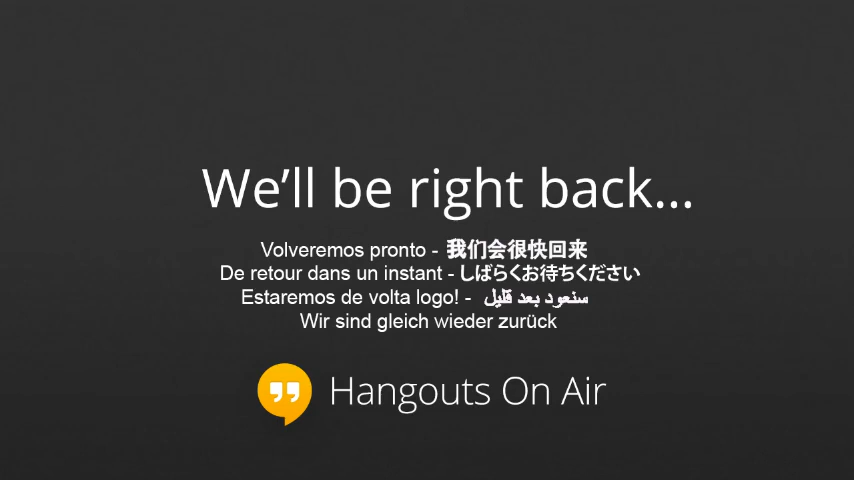 We'll be right back...
Volveremos pronto - 我们会很快回来
De retour dans un instant - しばらくお待ちください
Estaremos de volta logo! - سنعود بعد قليل
Wir sind gleich wieder zurück
Hangouts On Air